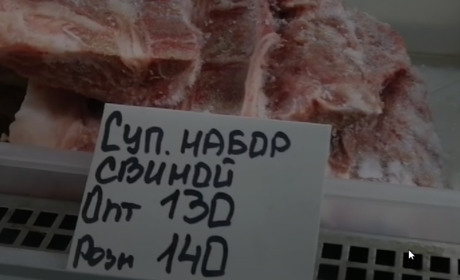 Суп. набор
свиной
Опт 130
Розн 140